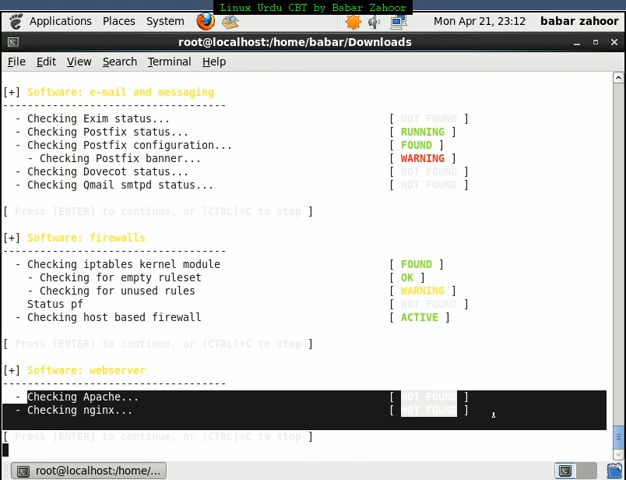 Linux Urdu CBT by Babar Zahoor
Applications Places System Mon Apr 21, 23:12 babar zahoor
root@localhost:/home/babar/Downloads
File Edit View Search Terminal Help
[+] Software: e-mail and messaging
------------------------------------
- Checking Exim status... [ NOT FOUND ]
- Checking Postfix status... [ RUNNING ]
- Checking Postfix configuration... [ FOUND ]
- Checking Postfix banner... [ WARNING ]
- Checking Dovecot status... [ NOT FOUND ]
- Checking Qmail smtpd status... [ NOT FOUND ]
[ Press [ENTER] to continue, or [CTRL]+C to stop ]
[+] Software: firewalls
------------------------------------
- Checking iptables kernel module [ FOUND ]
- Checking for empty ruleset [ OK ]
- Checking for unused rules [ WARNING ]
Status pf [ NOT FOUND ]
- Checking host based firewall [ ACTIVE ]
[ Press [ENTER] to continue, or [CTRL]+C to stop ]
[+] Software: webserver
------------------------------------
- Checking Apache... [ NOT FOUND ]
- Checking nginx... [ NOT FOUND ]
[ Press [ENTER] to continue, or [CTRL]+C to stop ]
root@localhost:/home/...